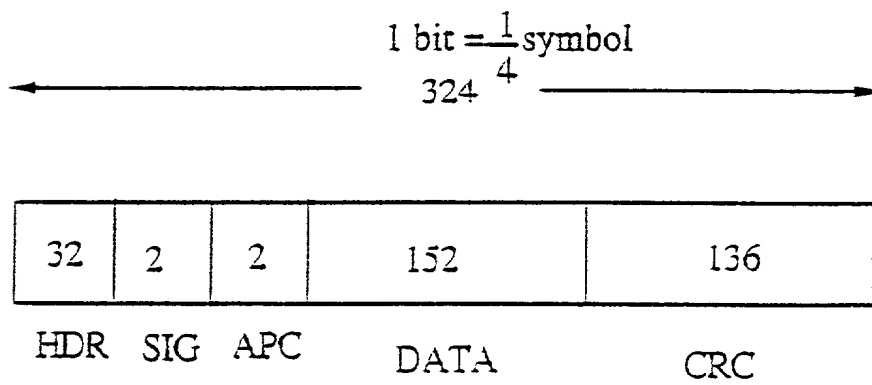 1 bit = 1/4 symbol
324
32 2 2 152 136
HDR SIG APC DATA CRC